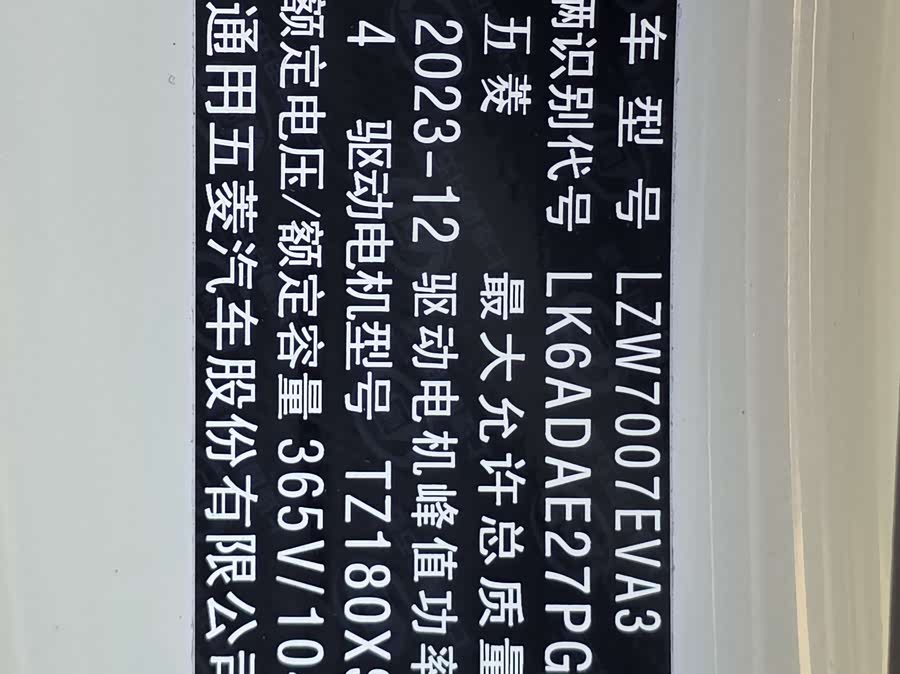 车 型 号 LZW7007EVA3
辆识别代号 LK6ADAE27PG
五菱 最大允许总质量
2023-12 驱动电机峰值功率
4 驱动电机型号 TZ180XS
额定电压/额定容量 365V/10
通用五菱汽车股份有限公司